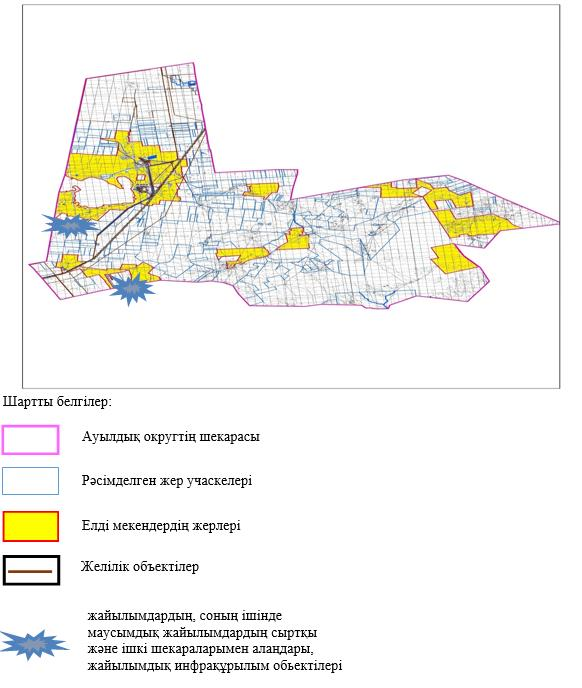 Шартты белгілер:
Ауылдық округтің шекарасы
Рәсімделген жер учаскелері
Елді мекендердің жерлері
Желілік объектілер
жайылымдардың, соның ішінде
маусымдық жайылымдардың сыртқы
және ішкі шекараларымен алаңдары,
жайылымдық инфрақұрылым объектілері